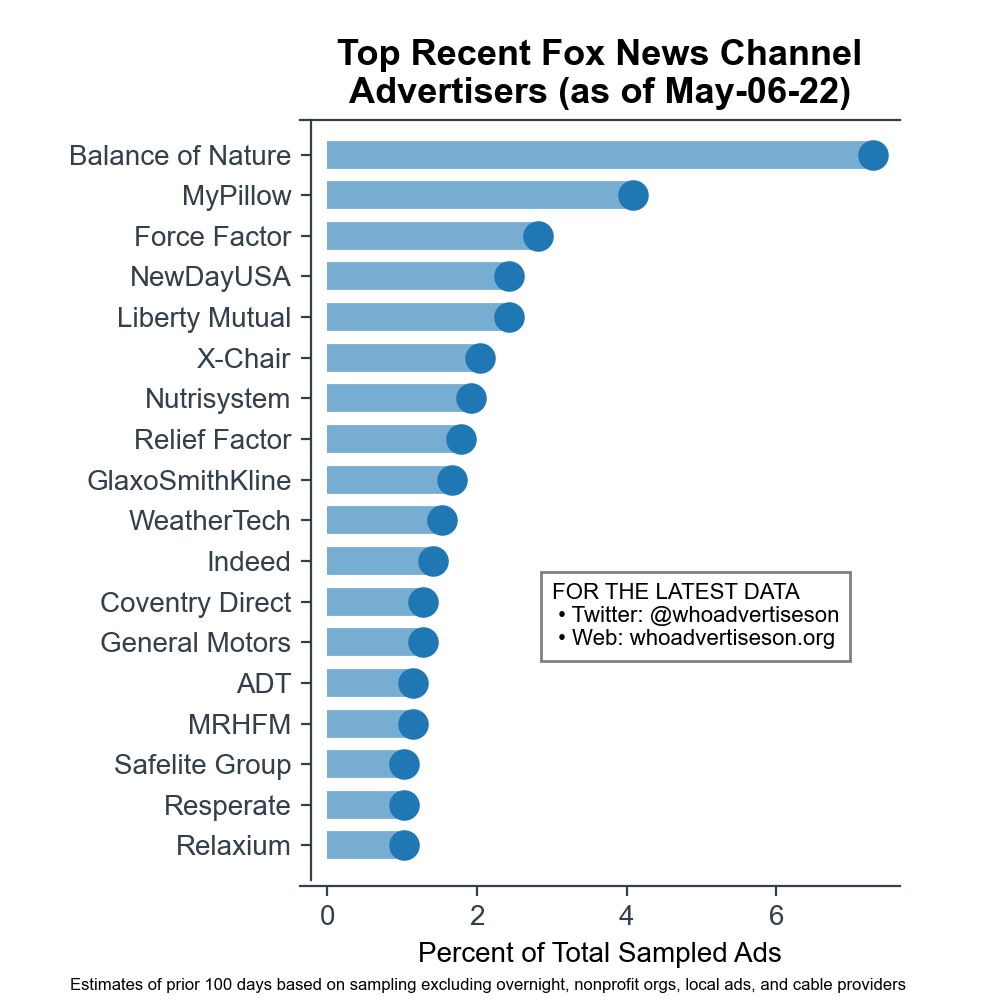 Top Recent Fox News Channel
Advertisers (as of May-06-22)
Balance of Nature
MyPillow
Force Factor
NewDayUSA
Liberty Mutual
X-Chair
Nutrisystem
Relief Factor
GlaxoSmithKline
WeatherTech
Indeed
Coventry Direct
General Motors
ADT
MRHFM
Safelite Group
Resperate
Relaxium
FOR THE LATEST DATA
• Twitter: @whoadvertiseson
• Web: whoadvertiseson.org
0 2 4 6
Percent of Total Sampled Ads
Estimates of prior 100 days based on sampling excluding overnight, nonprofit orgs, local ads, and cable providers